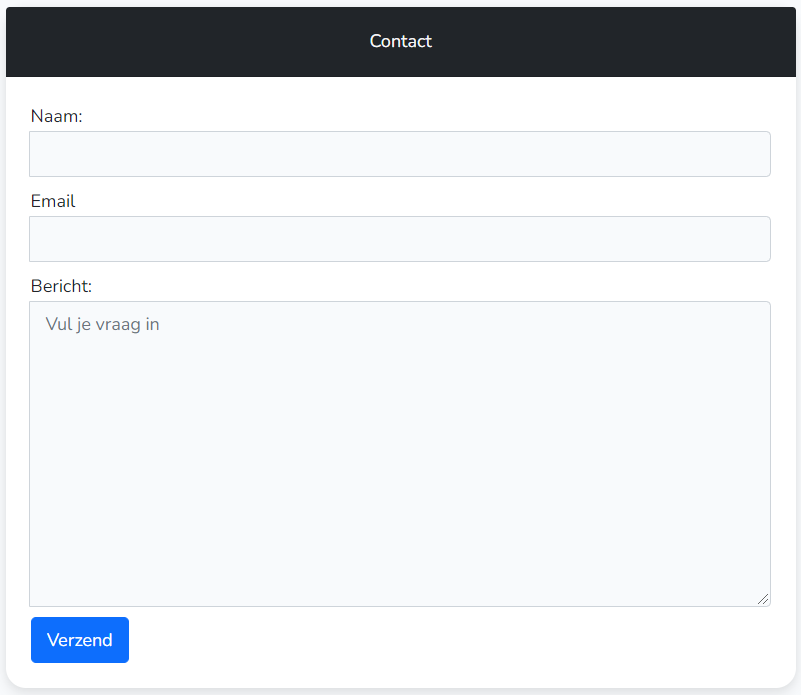 Contact
Naam:
Email
Bericht:
Vul je vraag in
Verzend